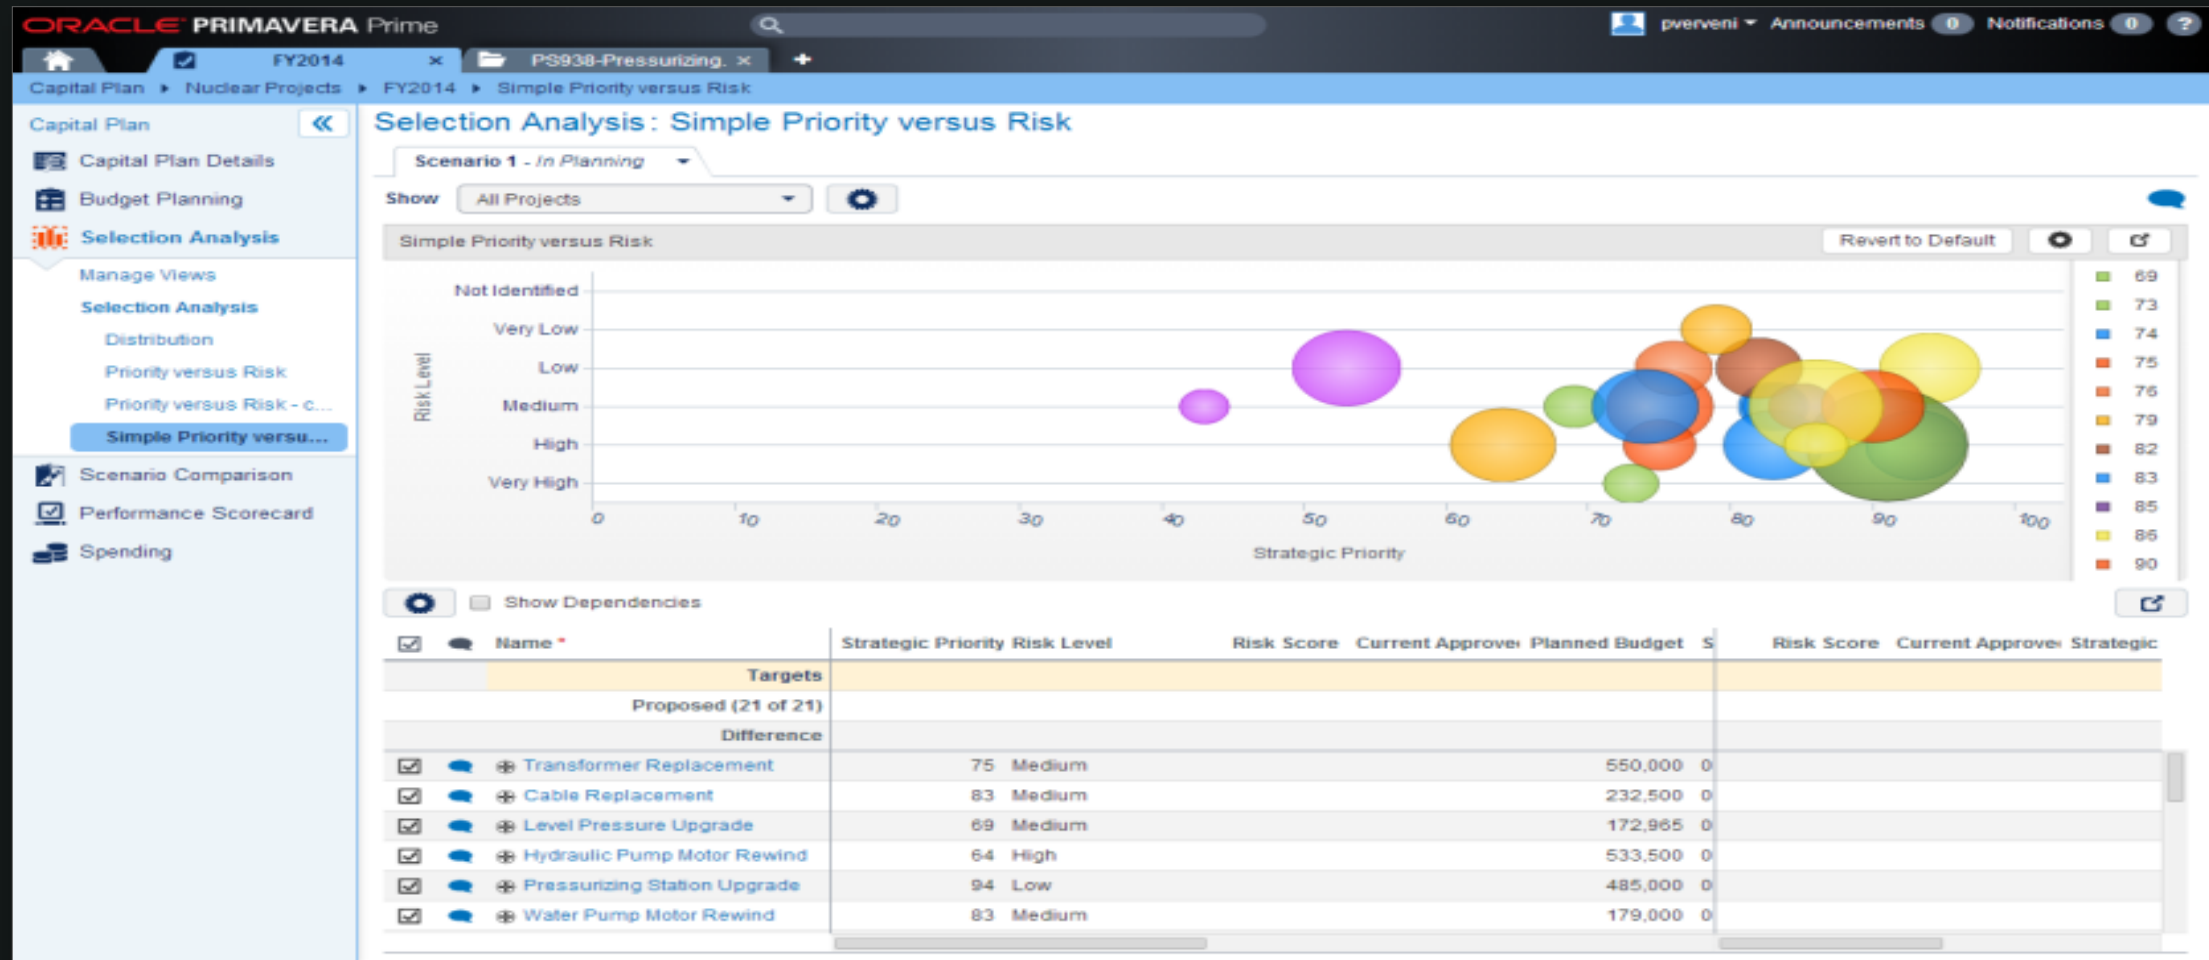 ORACLE PRIMAVERA Prime
pverveni Announcements 0 Notifications 0 ?
FY2014 × PS938-Pressurizing. × +
Capital Plan Nuclear Projects FY2014 Simple Priority versus Risk
Capital Plan
Capital Plan Details
Budget Planning
Selection Analysis
Manage Views
Selection Analysis
Distribution
Priority versus Risk
Priority versus Risk - c...
Simple Priority versu...
Scenario Comparison
Performance Scorecard
Spending
Selection Analysis: Simple Priority versus Risk
Scenario 1 - In Planning
Show All Projects
Simple Priority versus Risk Revert to Default
Risk Level
Not Identified
Very Low
Low
Medium
High
Very High
0 10 20 30 40 50 60 70 80 90 100
Strategic Priority
69
73
74
75
76
79
82
83
85
86
90
Show Dependencies
Name * Strategic Priority Risk Level Risk Score Current Approve Planned Budget S Risk Score Current Approve Strategic
Targets
Proposed (21 of 21)
Difference
Transformer Replacement 75 Medium 550,000 0
Cable Replacement 83 Medium 232,500 0
Level Pressure Upgrade 69 Medium 172,965 0
Hydraulic Pump Motor Rewind 64 High 533,500 0
Pressurizing Station Upgrade 94 Low 485,000 0
Water Pump Motor Rewind 83 Medium 179,000 0